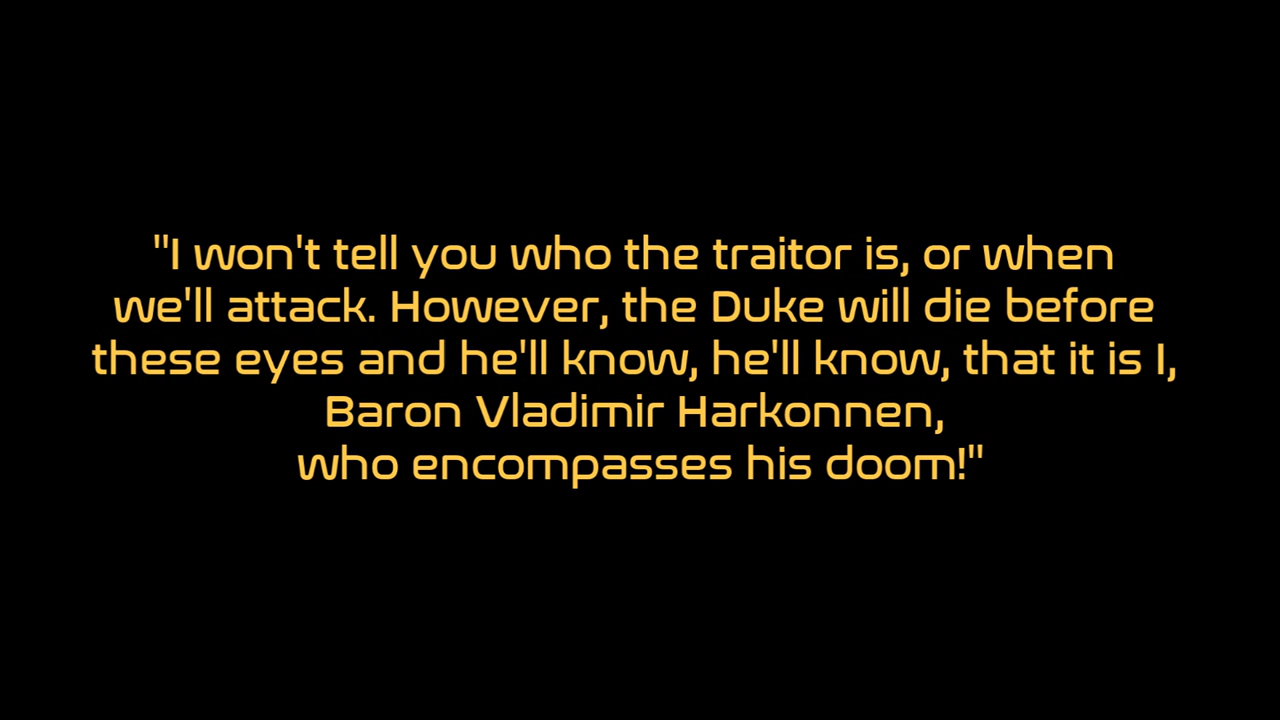 "I won't tell you who the traitor is, or when
we'll attack. However, the Duke will die before
these eyes and he'll know, he'll know, that it is I,
Baron Vladimir Harkonnen,
who encompasses his doom!"